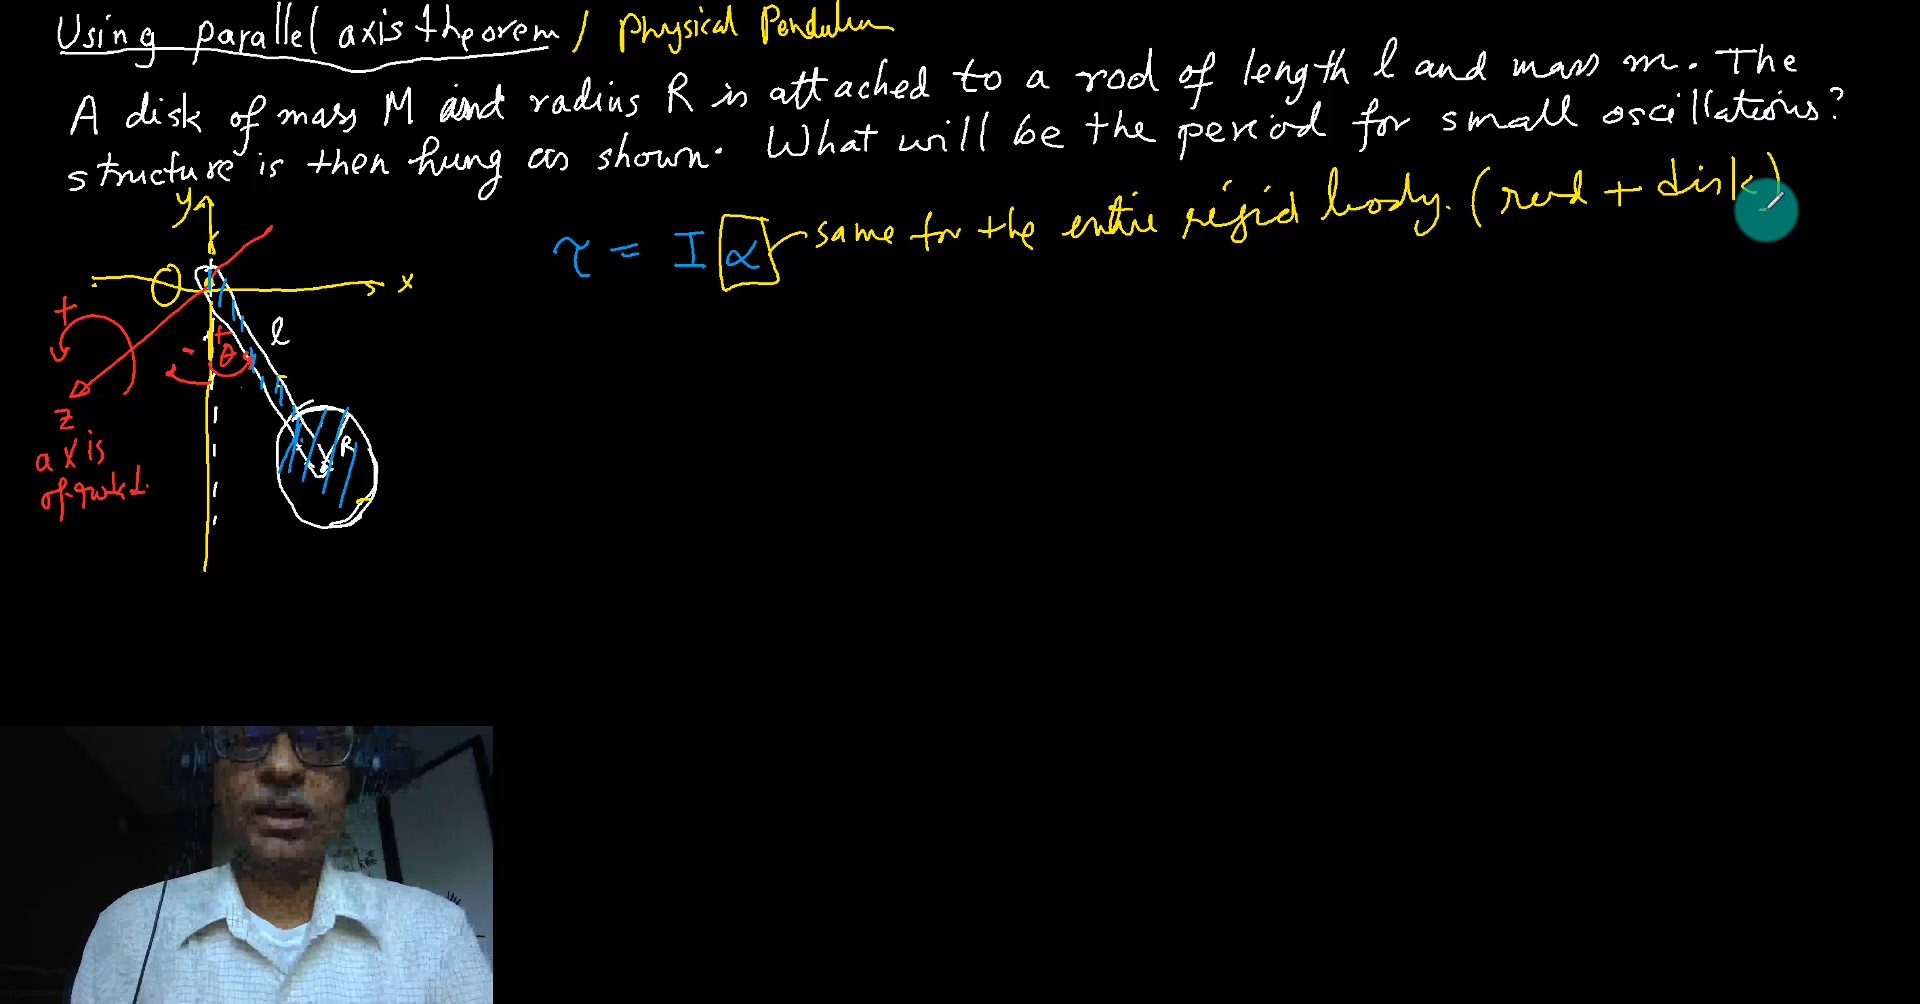 Using parallel axis theorem / Physical Pendulum
A disk of mass M and radius R is attached to a rod of length l and mass m. The
structure is then hung as shown. What will be the period for small oscillations?
τ = I α same for the entire rigid body. (rod + disk)
y
x
l
+
+
-
θ
z
R
axis
of